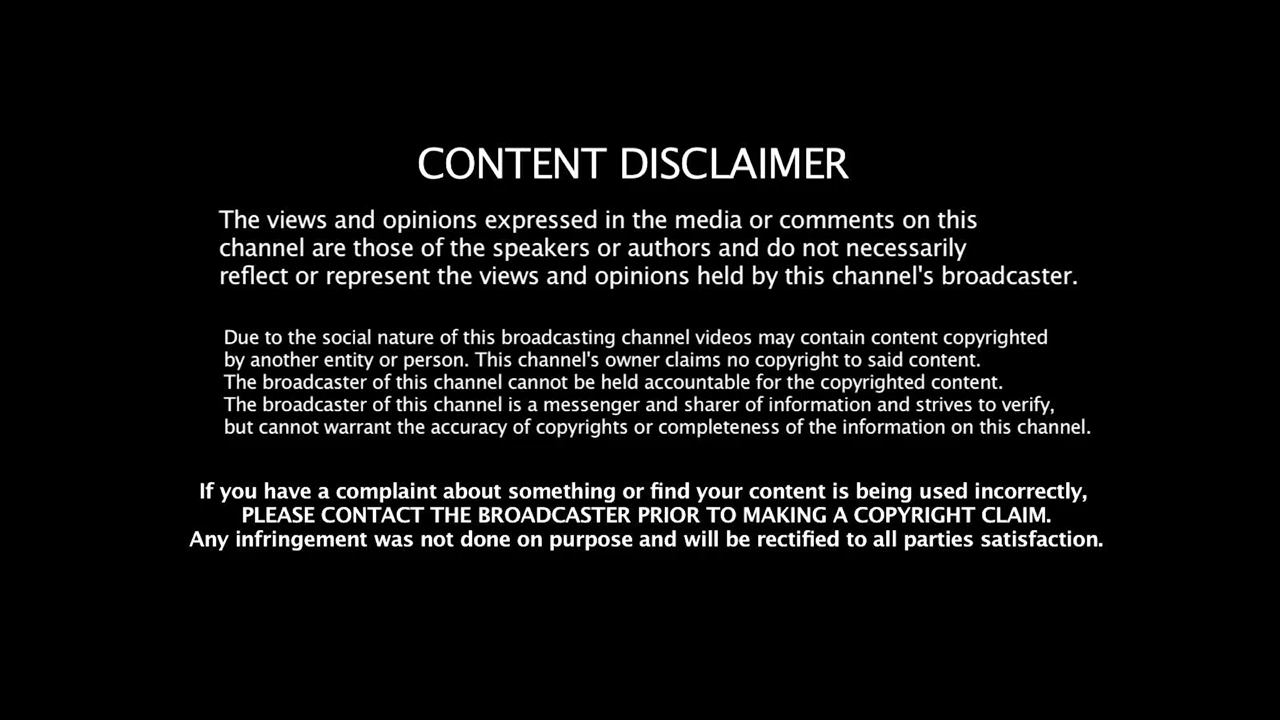 CONTENT DISCLAIMER
The views and opinions expressed in the media or comments on this
channel are those of the speakers or authors and do not necessarily
reflect or represent the views and opinions held by this channel's broadcaster.
Due to the social nature of this broadcasting channel videos may contain content copyrighted
by another entity or person. This channel's owner claims no copyright to said content.
The broadcaster of this channel cannot be held accountable for the copyrighted content.
The broadcaster of this channel is a messenger and sharer of information and strives to verify,
but cannot warrant the accuracy of copyrights or completeness of the information on this channel.
If you have a complaint about something or find your content is being used incorrectly,
PLEASE CONTACT THE BROADCASTER PRIOR TO MAKING A COPYRIGHT CLAIM.
Any infringement was not done on purpose and will be rectified to all parties satisfaction.